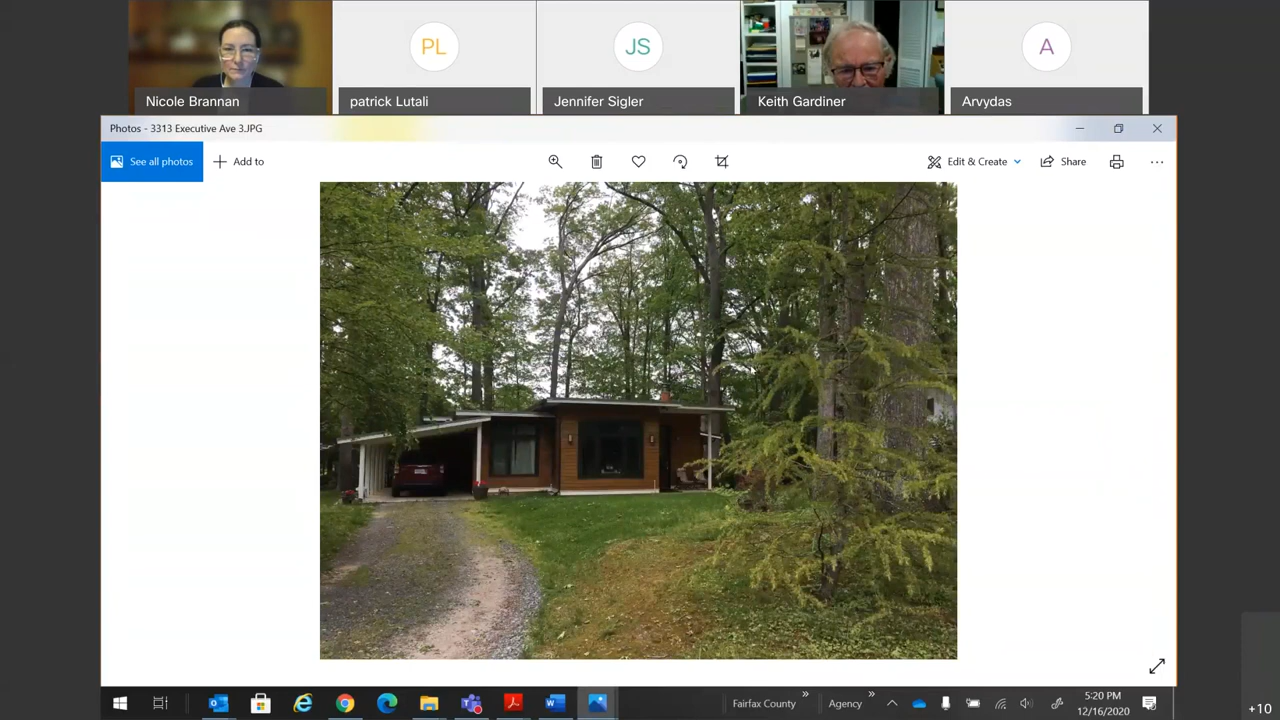 PL
JS
A
Nicole Brannan
patrick Lutali
Jennifer Sigler
Keith Gardiner
Arvydas
Photos - 3313 Executive Ave 3.JPG
See all photos
Add to
Edit & Create
Share
Fairfax County
Agency
5:20 PM
12/16/2020
+10